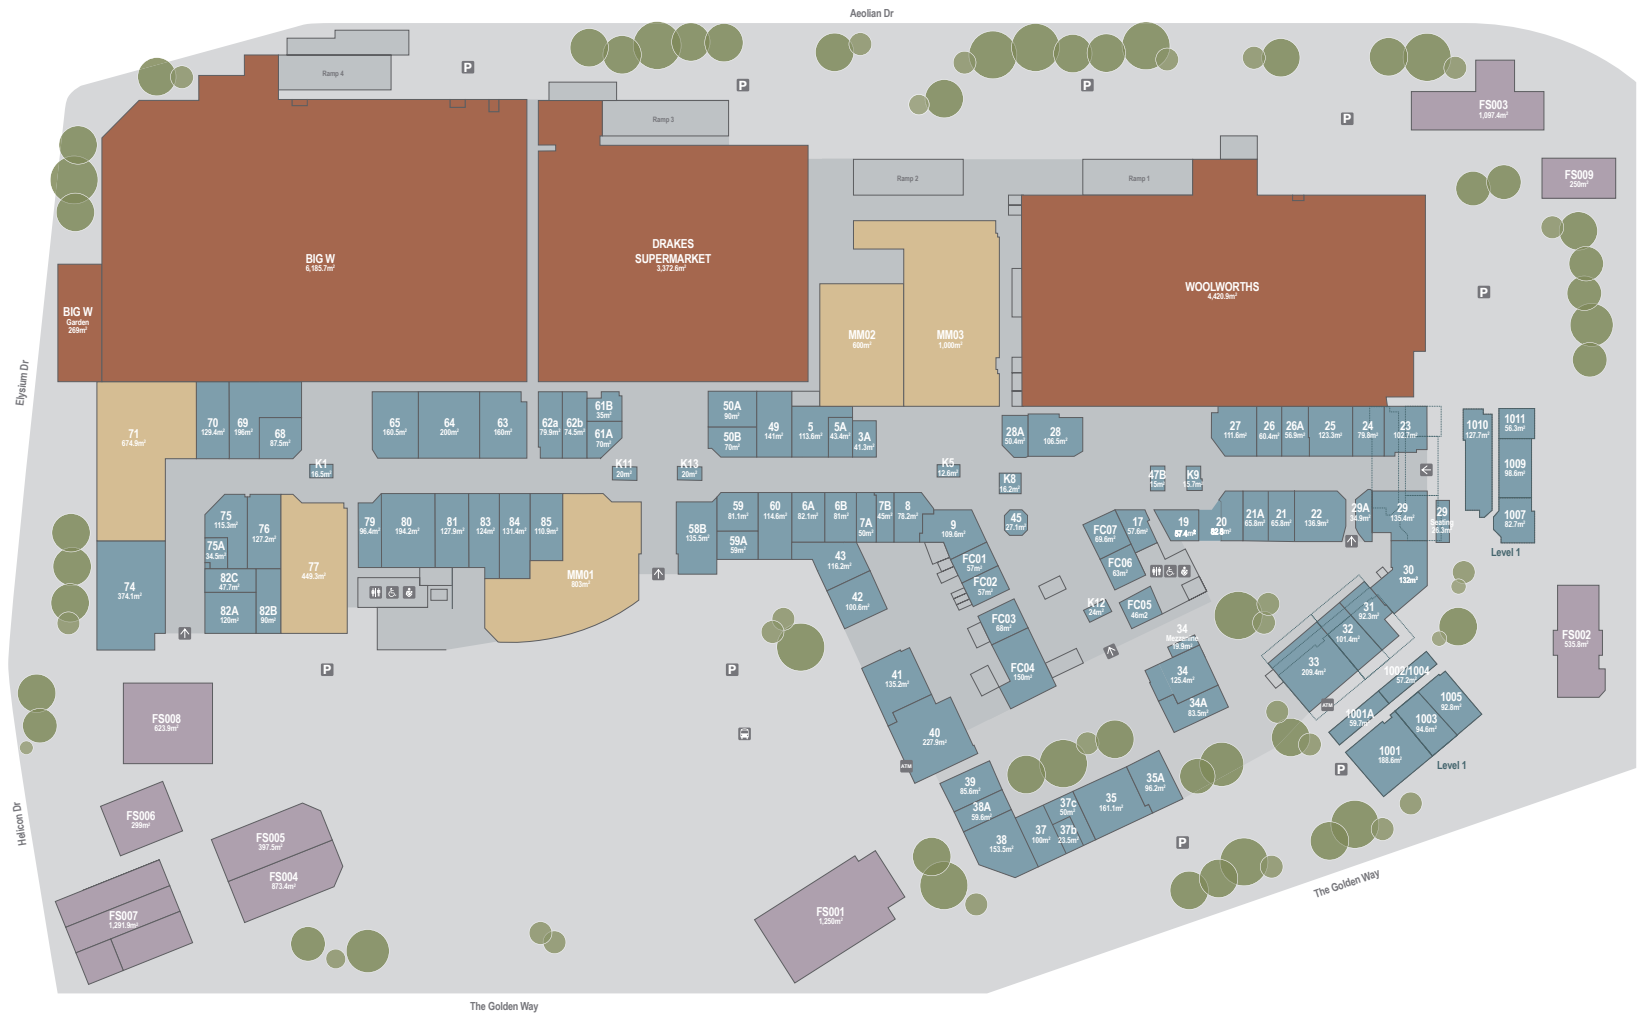 Aeolian Dr
Ramp 4
P
P
P
P
FS003
1,097.4m²
Ramp 3
Ramp 2
Ramp 1
FS009
250m²
BIG W
6,185.7m²
DRAKES
SUPERMARKET
3,372.6m²
WOOLWORTHS
4,420.9m²
P
BIG W
Garden
269m²
MM02
600m²
MM03
1,000m²
Elysium Dr
71
674.9m²
70
129.4m²
69
196m²
68
87.5m²
65
160.5m²
64
200m²
63
160m²
62a
79.9m²
62b
74.5m²
61B
35m²
61A
70m²
50A
90m²
50B
70m²
49
141m²
5
113.6m²
5A
43.4m²
3A
41.3m²
28A
59.4m²
28
106.5m²
27
111.6m²
26
60.4m²
26A
56.9m²
25
123.3m²
24
79.8m²
23
102.7m²
1010
127.7m²
1011
56.3m²
1009
98.6m²
1007
82.7m²
Level 1
K1
16.5m²
K11
20m²
K13
20m²
K5
12.6m²
K8
16.2m²
47B
15m²
K9
15.7m²
75
115.3m²
75A
34.5m²
76
127.2m²
77
449.3m²
79
96.4m²
80
194.2m²
81
127.9m²
83
124m²
84
131.4m²
85
110.9m²
MM01
803m²
58B
135.5m²
59
81.1m²
59A
59m²
60
114.6m²
6A
82.1m²
6B
81m²
7A
50m²
7B
45m²
8
78.2m²
9
109.6m²
45
27.1m²
FC07
69.6m²
17
57.6m²
19
57.4m²
20
82.8m²
21A
65.8m²
21
65.8m²
22
136.9m²
29A
34.9m²
29
135.4m²
29
Seating
26.3m²
74
374.1m²
82C
47.7m²
82A
120m²
82B
90m²
43
116.2m²
42
100.6m²
FC01
57m²
FC02
57m²
FC03
68m²
FC04
150m²
FC06
63m²
FC05
46m2
K12
24m²
30
132m²
31
92.3m²
32
101.4m²
33
209.4m²
34
Mezzanine
19.9m²
34
125.4m²
34A
83.5m²
1002/1004
57.2m²
1001A
59.7m²
1005
92.8m²
1003
94.6m²
1001
188.6m²
Level 1
FS002
535.8m²
P
P
P
P
ATM
ATM
41
135.2m²
40
227.9m²
39
85.6m²
38A
59.6m²
38
153.5m²
37
100m²
37c
50m²
37b
23.5m²
35
161.1m²
35A
96.2m²
FS008
623.9m²
FS006
299m²
FS005
397.5m²
FS004
873.4m²
FS007
1,291.9m²
FS001
1,250m²
Helicon Dr
The Golden Way
The Golden Way